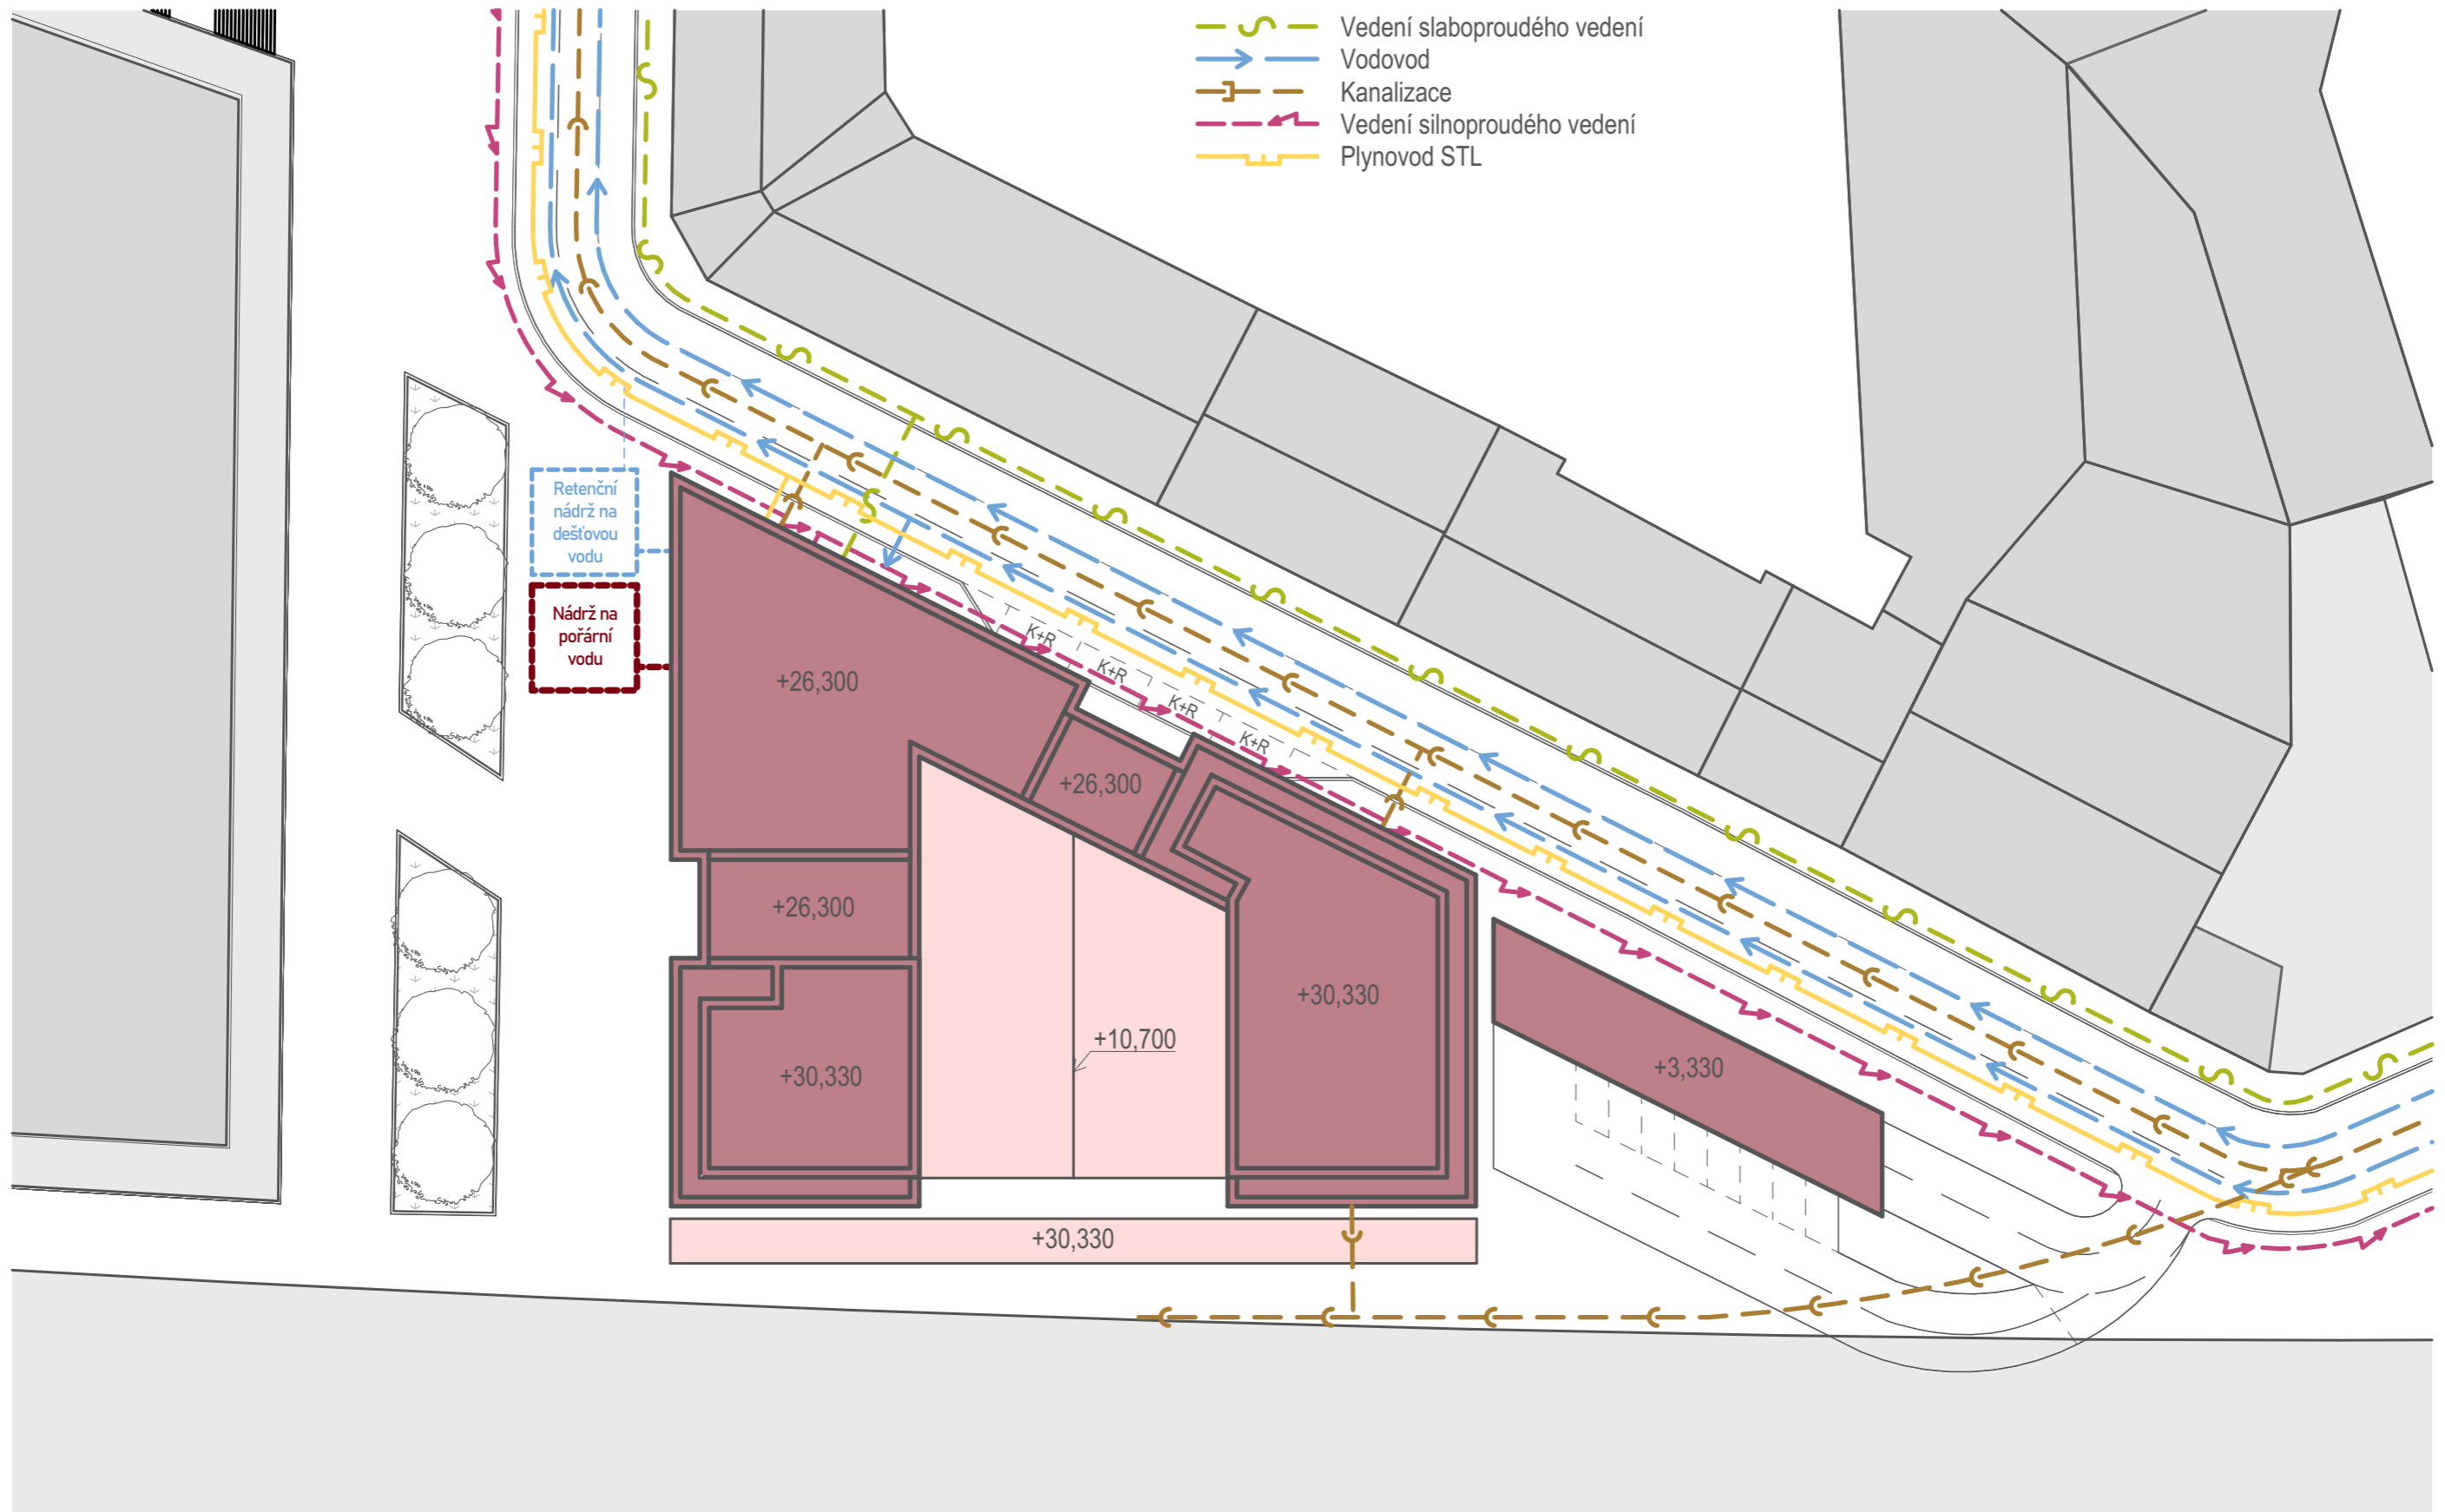 Vedení slaboproudého vedení
Vodovod
Kanalizace
Vedení silnoproudého vedení
Plynovod STL
Retenční
nádrž na
dešťovou
vodu
Nádrž na
pořární
vodu
K+R
K+R
K+R
K+R
+26,300
+26,300
+26,300
+30,330
+10,700
+30,330
+3,330
+30,330